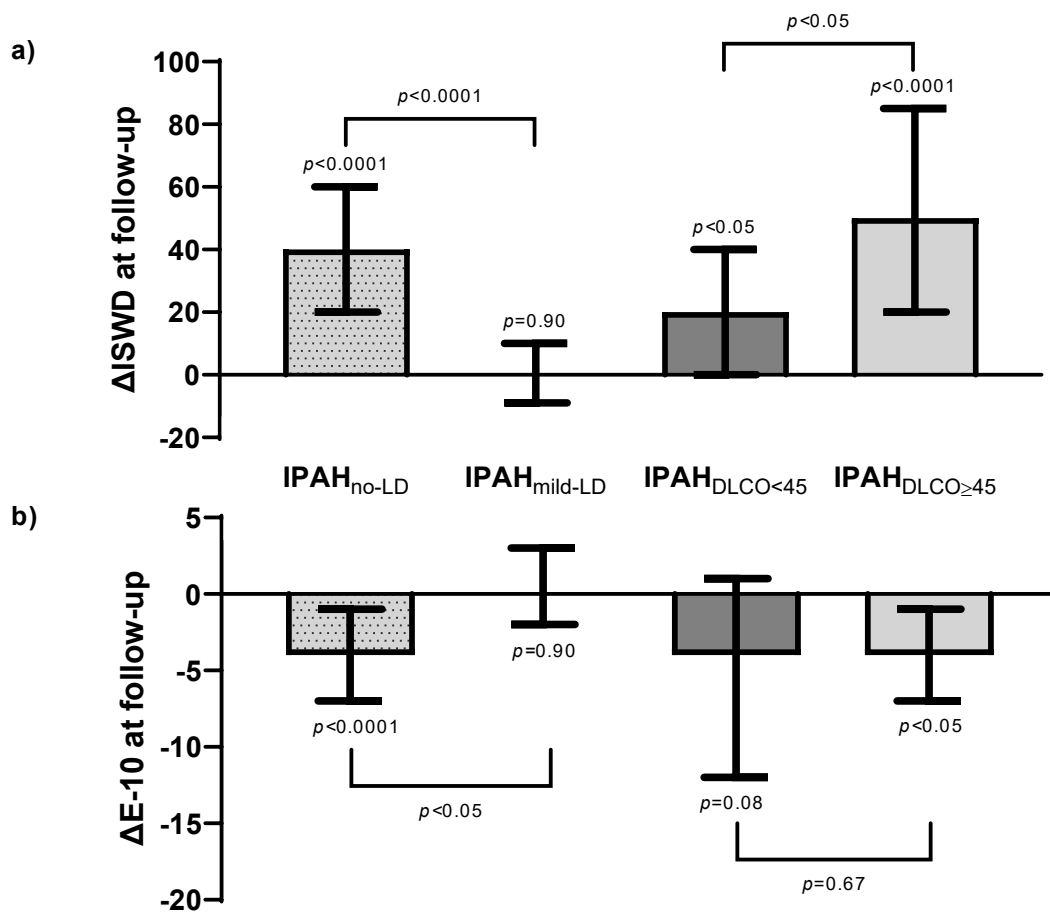 a)
ΔISWD at follow-up
100
80
60
40
20
0
-20
p<0.0001
p<0.0001
p=0.90
p<0.05
p<0.05
p<0.0001
IPAHno-LD
IPAHmild-LD
IPAHDLCO<45
IPAHDLCO≥45
b)
ΔE-10 at follow-up
5
0
-5
-10
-15
-20
p<0.0001
p=0.90
p<0.05
p=0.08
p<0.05
p=0.67